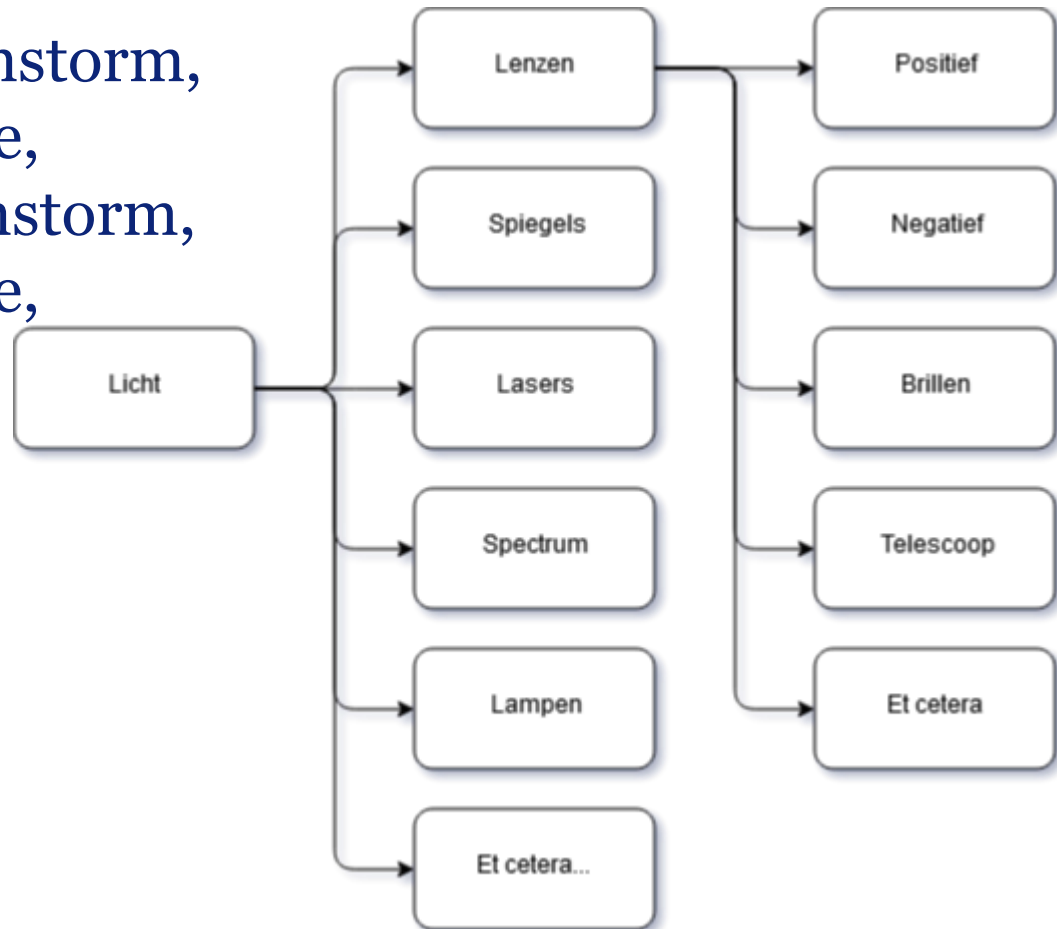 nstorm,
e,
nstorm,
e,
Licht
Lenzen
Spiegels
Lasers
Spectrum
Lampen
Et cetera...
Positief
Negatief
Brillen
Telescoop
Et cetera